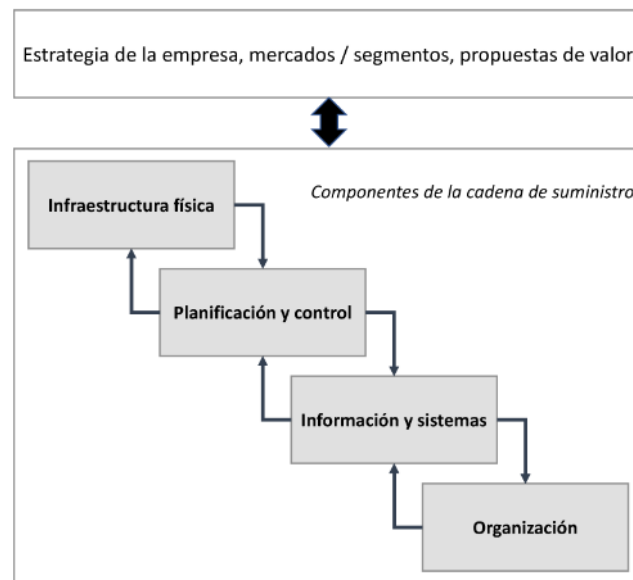 Estrategia de la empresa, mercados / segmentos, propuestas de valor
Componentes de la cadena de suministro
Infraestructura física
Planificación y control
Información y sistemas
Organización